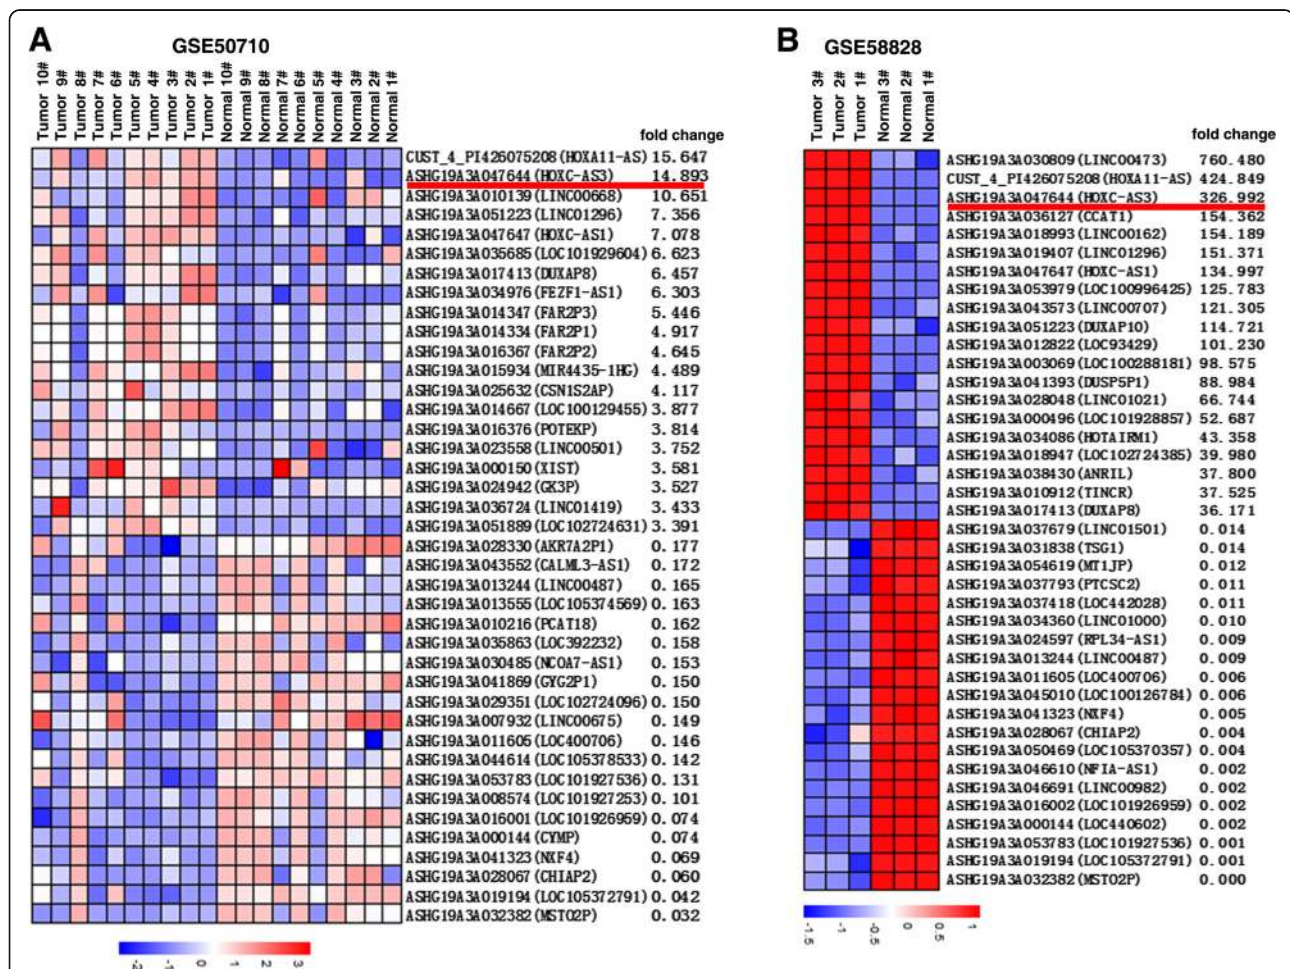 A
GSE50710
Tumor 10#
Tumor 9#
Tumor 8#
Tumor 7#
Tumor 6#
Tumor 5#
Tumor 4#
Tumor 3#
Tumor 2#
Tumor 1#
Normal 10#
Normal 9#
Normal 8#
Normal 7#
Normal 6#
Normal 5#
Normal 4#
Normal 3#
Normal 2#
Normal 1#
fold change
CUST_4_PI426075208(HOXA11-AS) 15.647
ASHG19A3A047644(HOXC-AS3) 14.893
ASHG19A3A010139(LINC00668) 10.651
ASHG19A3A051223(LINC01296) 7.356
ASHG19A3A047647(HOXC-AS1) 7.078
ASHG19A3A035685(LOC101929604) 6.623
ASHG19A3A017413(DUXAP8) 6.457
ASHG19A3A034976(FEZF1-AS1) 6.303
ASHG19A3A014347(FAR2P3) 5.446
ASHG19A3A014334(FAR2P1) 4.917
ASHG19A3A016367(FAR2P2) 4.645
ASHG19A3A015934(MIR4435-1HG) 4.489
ASHG19A3A025632(CSN1S2AP) 4.117
ASHG19A3A014667(LOC100129455) 3.877
ASHG19A3A016376(POTEKP) 3.814
ASHG19A3A023558(LINC00501) 3.752
ASHG19A3A000150(XIST) 3.581
ASHG19A3A024942(GK3P) 3.527
ASHG19A3A036724(LINC01419) 3.433
ASHG19A3A051889(LOC102724631) 3.391
ASHG19A3A028330(AKR7A2P1) 0.177
ASHG19A3A043552(CALML3-AS1) 0.172
ASHG19A3A013244(LINC00487) 0.165
ASHG19A3A013555(LOC105374569) 0.163
ASHG19A3A010216(PCAT18) 0.162
ASHG19A3A035863(LOC392232) 0.158
ASHG19A3A030485(NCOA7-AS1) 0.153
ASHG19A3A041869(GYG2P1) 0.150
ASHG19A3A029351(LOC102724096) 0.150
ASHG19A3A007932(LINC00675) 0.149
ASHG19A3A011605(LOC400706) 0.146
ASHG19A3A044614(LOC105378533) 0.142
ASHG19A3A053783(LOC101927536) 0.131
ASHG19A3A008574(LOC101927253) 0.101
ASHG19A3A016001(LOC101926959) 0.074
ASHG19A3A000144(CYMP) 0.074
ASHG19A3A041323(NXF4) 0.069
ASHG19A3A028067(CHIAP2) 0.060
ASHG19A3A019194(LOC105372791) 0.042
ASHG19A3A032382(MSTO2P) 0.032
-2 -1 0 1 2 3
B
GSE58828
Tumor 3#
Tumor 2#
Tumor 1#
Normal 3#
Normal 2#
Normal 1#
fold change
ASHG19A3A030809(LINC00473) 760.480
CUST_4_PI426075208(HOXA11-AS) 424.849
ASHG19A3A047644(HOXC-AS3) 326.992
ASHG19A3A036127(CCAT1) 154.362
ASHG19A3A018993(LINC00162) 154.189
ASHG19A3A019407(LINC01296) 151.371
ASHG19A3A047647(HOXC-AS1) 134.997
ASHG19A3A053979(LOC100996425) 125.783
ASHG19A3A043573(LINC00707) 121.305
ASHG19A3A051223(DUXAP10) 114.721
ASHG19A3A012822(LOC93429) 101.230
ASHG19A3A003069(LOC100288181) 98.575
ASHG19A3A041393(DUSP5P1) 88.984
ASHG19A3A028048(LINC01021) 66.744
ASHG19A3A000496(LOC101928857) 52.687
ASHG19A3A034086(HOTAIRM1) 43.358
ASHG19A3A018947(LOC102724385) 39.980
ASHG19A3A038430(ANRIL) 37.800
ASHG19A3A010912(TINCR) 37.525
ASHG19A3A017413(DUXAP8) 36.171
ASHG19A3A037679(LINC01501) 0.014
ASHG19A3A031838(TSG1) 0.014
ASHG19A3A054619(MT1JP) 0.012
ASHG19A3A037793(PTCSC2) 0.011
ASHG19A3A037418(LOC442028) 0.011
ASHG19A3A034360(LINC01000) 0.010
ASHG19A3A024597(RPL34-AS1) 0.009
ASHG19A3A013244(LINC00487) 0.009
ASHG19A3A011605(LOC400706) 0.006
ASHG19A3A045010(LOC100126784) 0.006
ASHG19A3A041323(NXF4) 0.005
ASHG19A3A028067(CHIAP2) 0.004
ASHG19A3A050469(LOC105370357) 0.004
ASHG19A3A046610(NFIA-AS1) 0.002
ASHG19A3A046691(LINC00982) 0.002
ASHG19A3A016002(LOC101926959) 0.002
ASHG19A3A000144(LOC440602) 0.002
ASHG19A3A053783(LOC101927536) 0.001
ASHG19A3A019194(LOC105372791) 0.001
ASHG19A3A032382(MSTO2P) 0.000
-1.5 -1 -0.5 0 0.5 1